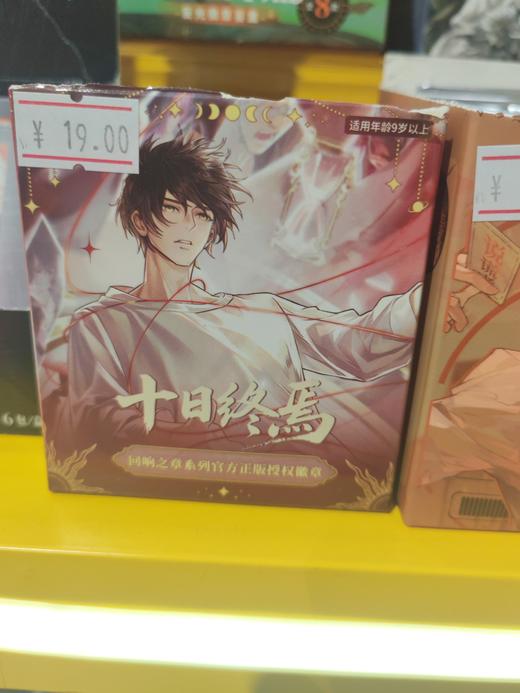 8
¥ 19.00
适用年龄9岁以上
¥
十日终焉
回响之章系列官方正版授权徽章